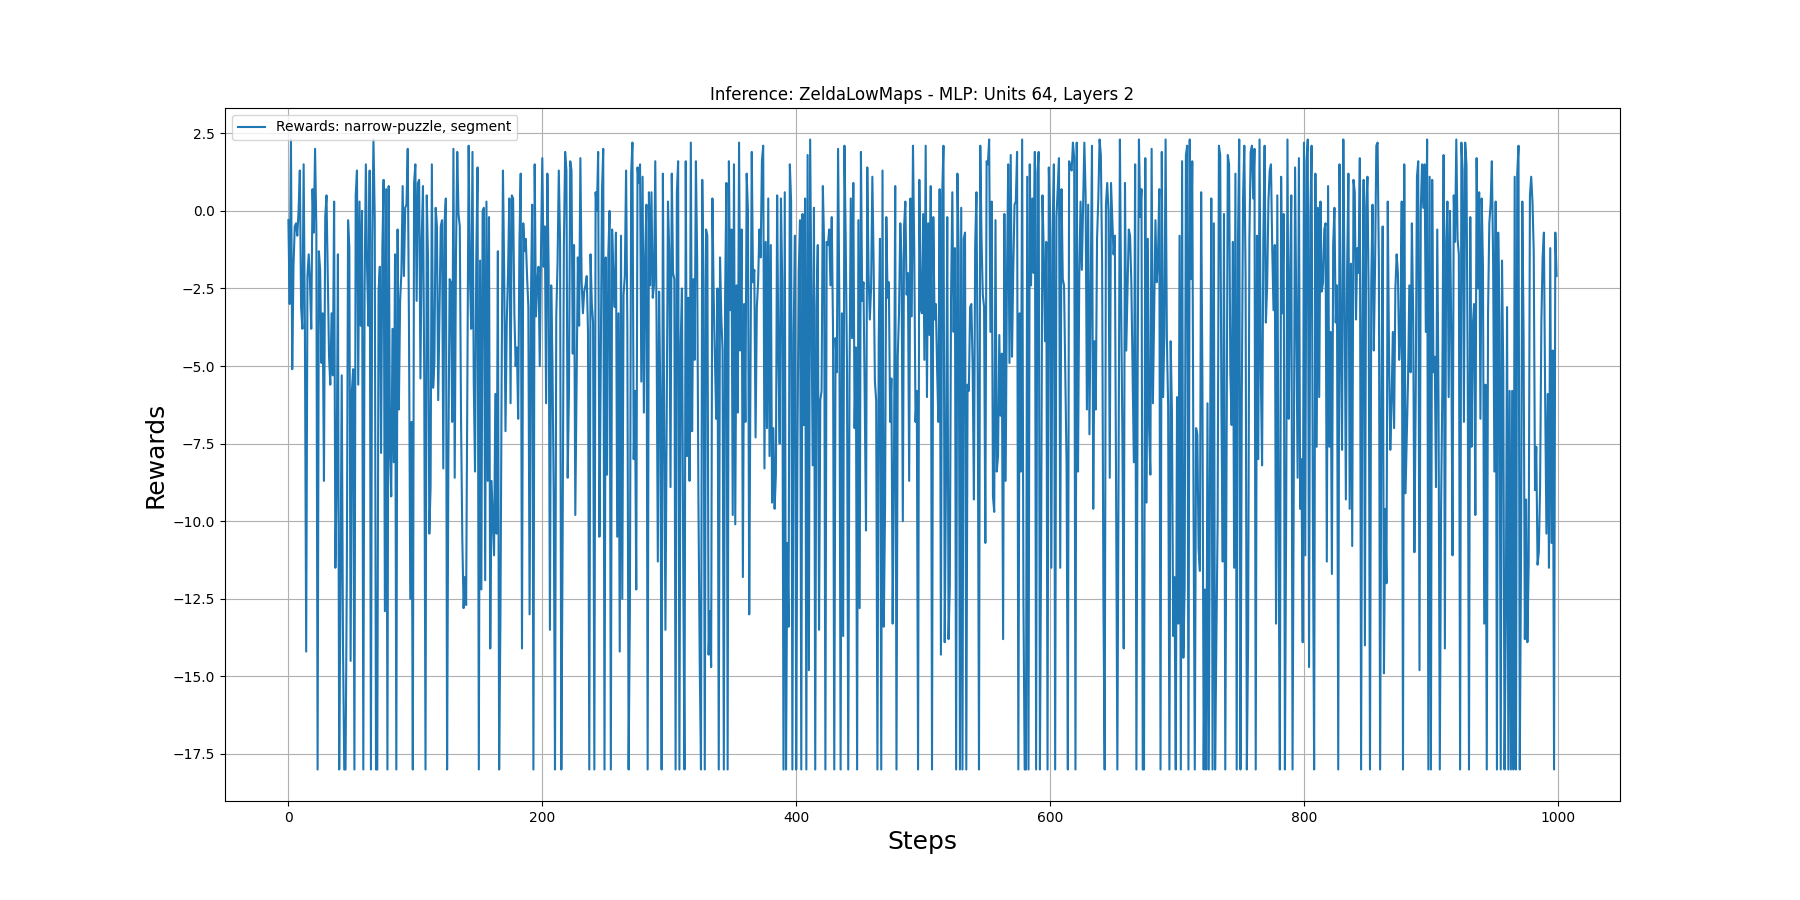 Inference: ZeldaLowMaps - MLP: Units 64, Layers 2
Rewards: narrow-puzzle, segment
2.5
0.0
−2.5
−5.0
−7.5
−10.0
−12.5
−15.0
−17.5
Rewards
0 200 400 600 800 1000
Steps